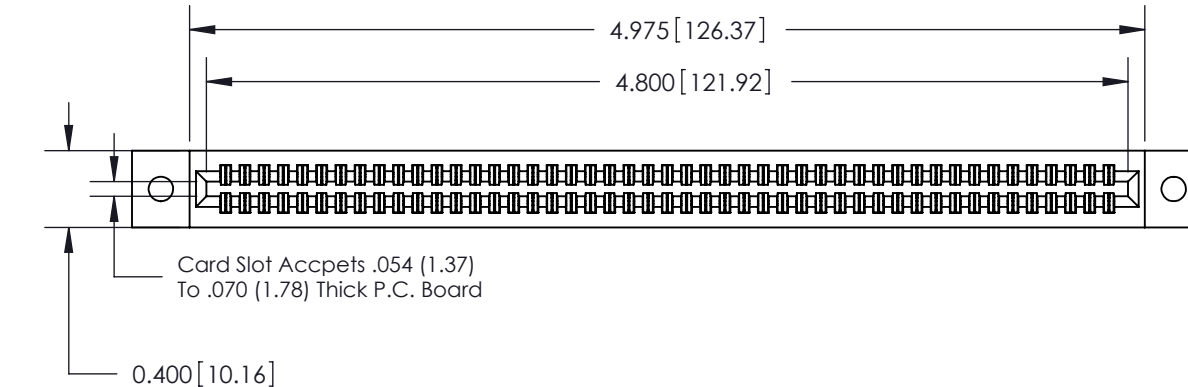 4.975[126.37]
4.800[121.92]
Card Slot Accpets .054 (1.37)
To .070 (1.78) Thick P.C. Board
0.400[10.16]